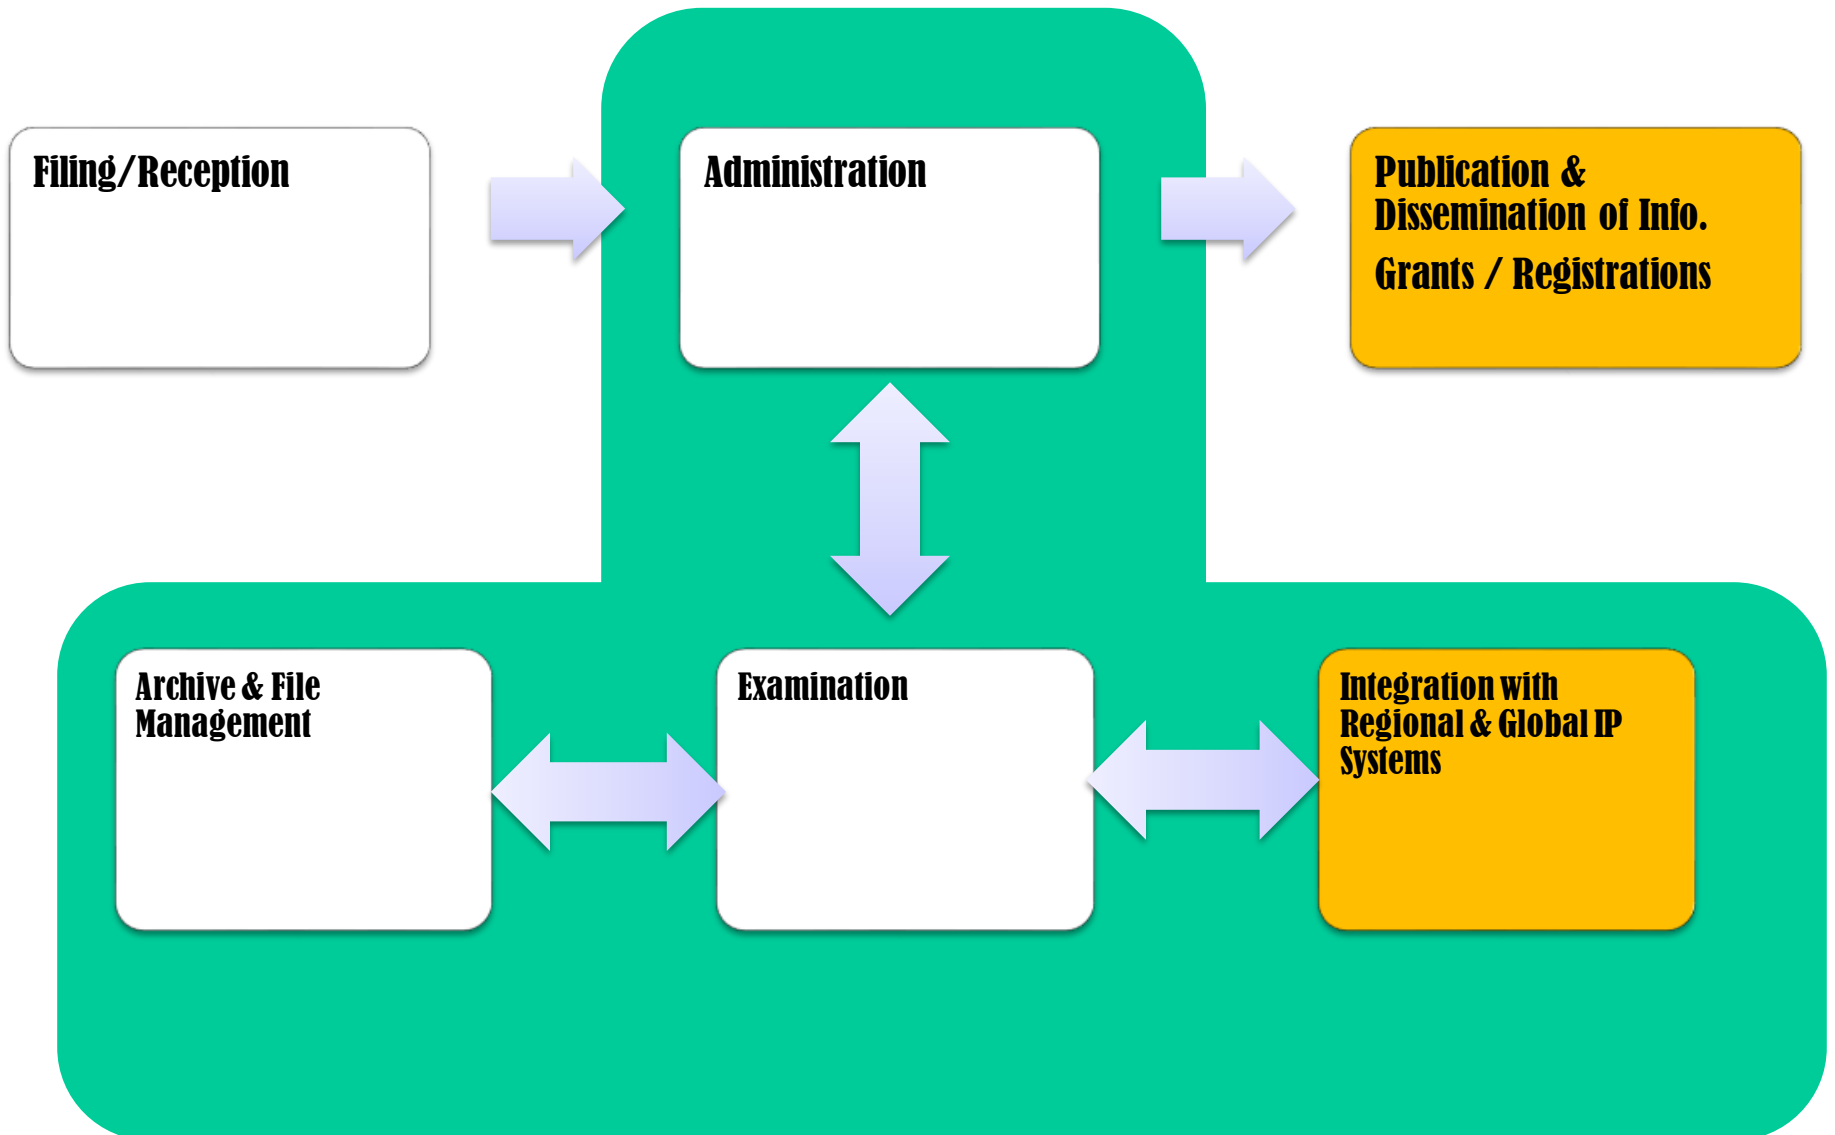 Filing/Reception
Administration
Publication &
Dissemination of Info.
Grants / Registrations
Archive & File
Management
Examination
Integration with
Regional & Global IP
Systems